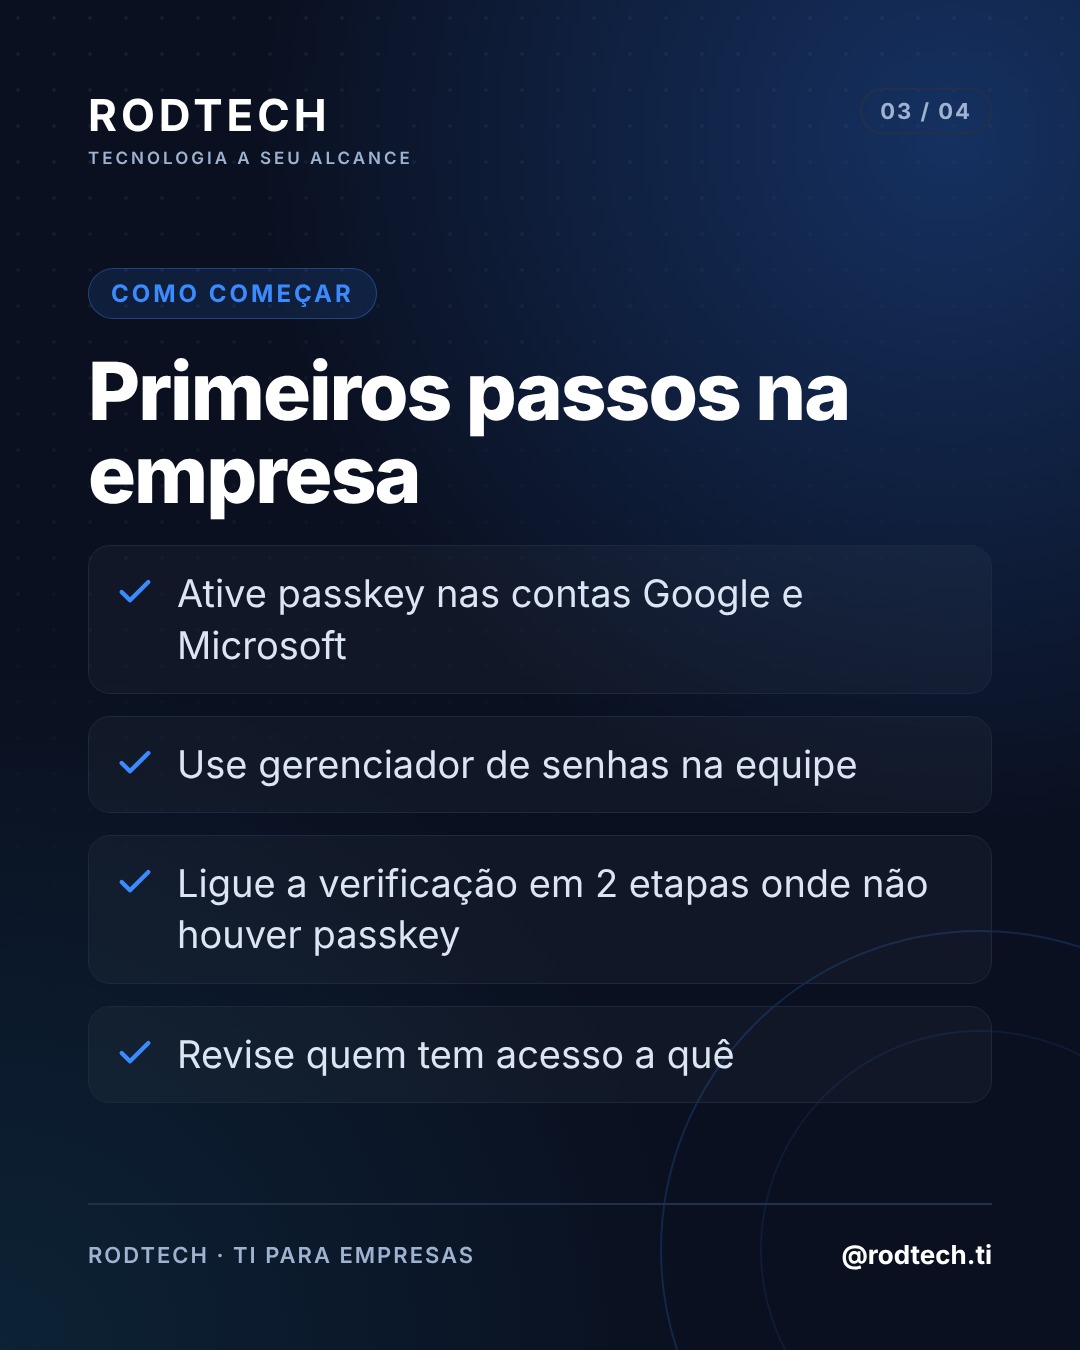 RODTECH
TECNOLOGIA A SEU ALCANCE
03 / 04
COMO COMEÇAR
Primeiros passos na
empresa
Ative passkey nas contas Google e
Microsoft
Use gerenciador de senhas na equipe
Ligue a verificação em 2 etapas onde não
houver passkey
Revise quem tem acesso a quê
RODTECH · TI PARA EMPRESAS
@rodtech.ti